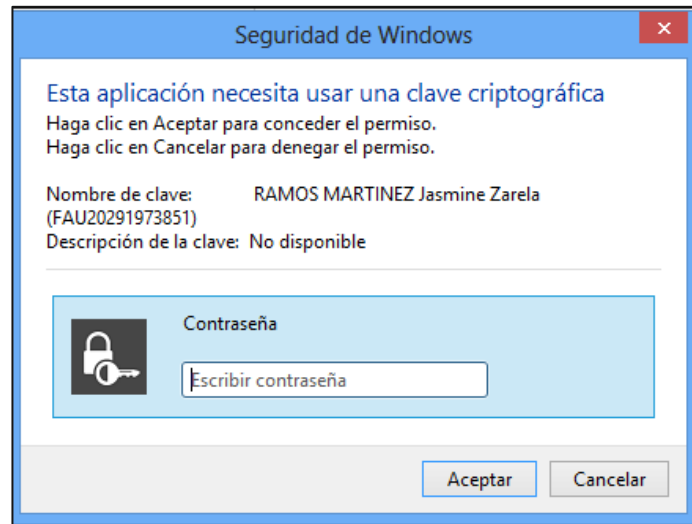 Seguridad de Windows
Esta aplicación necesita usar una clave criptográfica
Haga clic en Aceptar para conceder el permiso.
Haga clic en Cancelar para denegar el permiso.
Nombre de clave: RAMOS MARTINEZ Jasmine Zarela
(FAU20291973851)
Descripción de la clave: No disponible
Contraseña
Escribir contraseña
Aceptar Cancelar